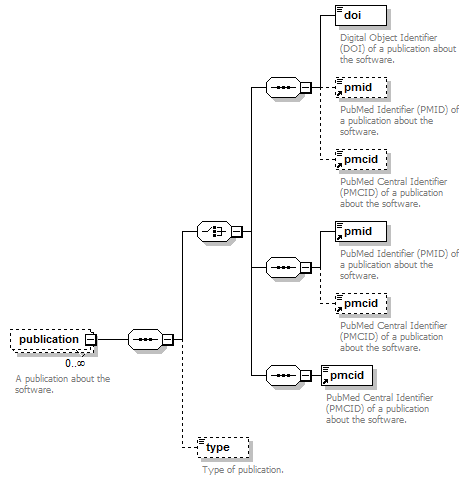 doi
Digital Object Identifier
(DOI) of a publication about
the software.
pmid
PubMed Identifier (PMID) of
a publication about the
software.
pmcid
PubMed Central Identifier
(PMCID) of a publication
about the software.
pmid
PubMed Identifier (PMID) of
a publication about the
software.
pmcid
PubMed Central Identifier
(PMCID) of a publication
about the software.
publication
0..∞
A publication about the
software.
pmcid
PubMed Central Identifier
(PMCID) of a publication
about the software.
type
Type of publication.